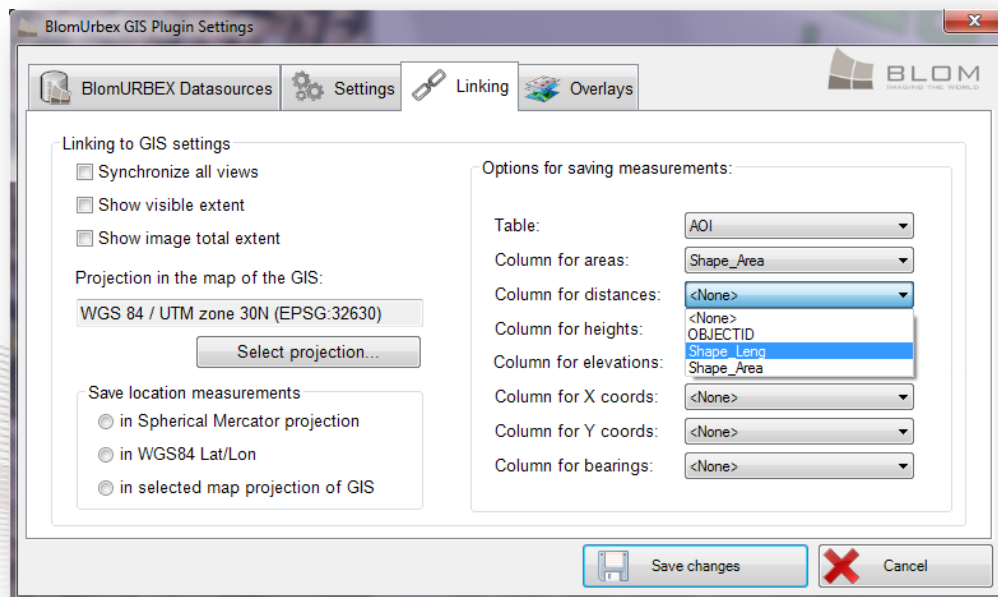 BlomUrbex GIS Plugin Settings
BLOM
IMAGING THE WORLD
BlomURBEX Datasources
Settings
Linking
Overlays
Linking to GIS settings
Synchronize all views
Show visible extent
Show image total extent
Projection in the map of the GIS:
WGS 84 / UTM zone 30N (EPSG:32630)
Select projection...
Save location measurements
in Spherical Mercator projection
in WGS84 Lat/Lon
in selected map projection of GIS
Options for saving measurements:
Table: AOI
Column for areas: Shape_Area
Column for distances: <None>
<None>
OBJECTID
Shape_Leng
Shape_Area
Column for heights:
Column for elevations:
Column for X coords: <None>
Column for Y coords: <None>
Column for bearings: <None>
Save changes
Cancel